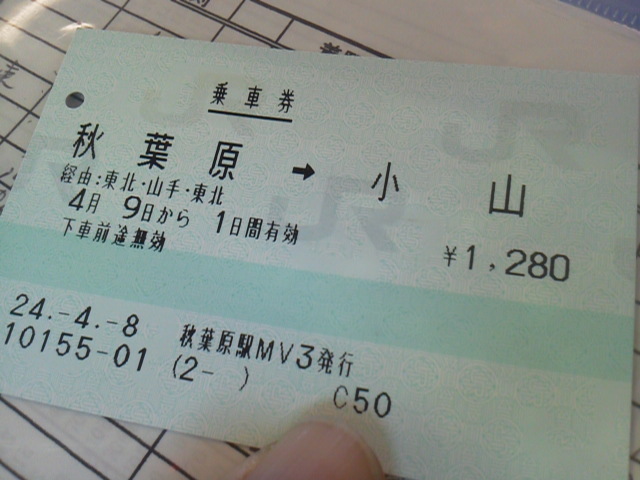 乗車券
秋葉原 → 小山
経由:東北・山手・東北
4月 9日から 1日間有効 ¥1,280
下車前途無効
24.-4.-8 秋葉原駅MV3発行
10155-01 (2- ) C50